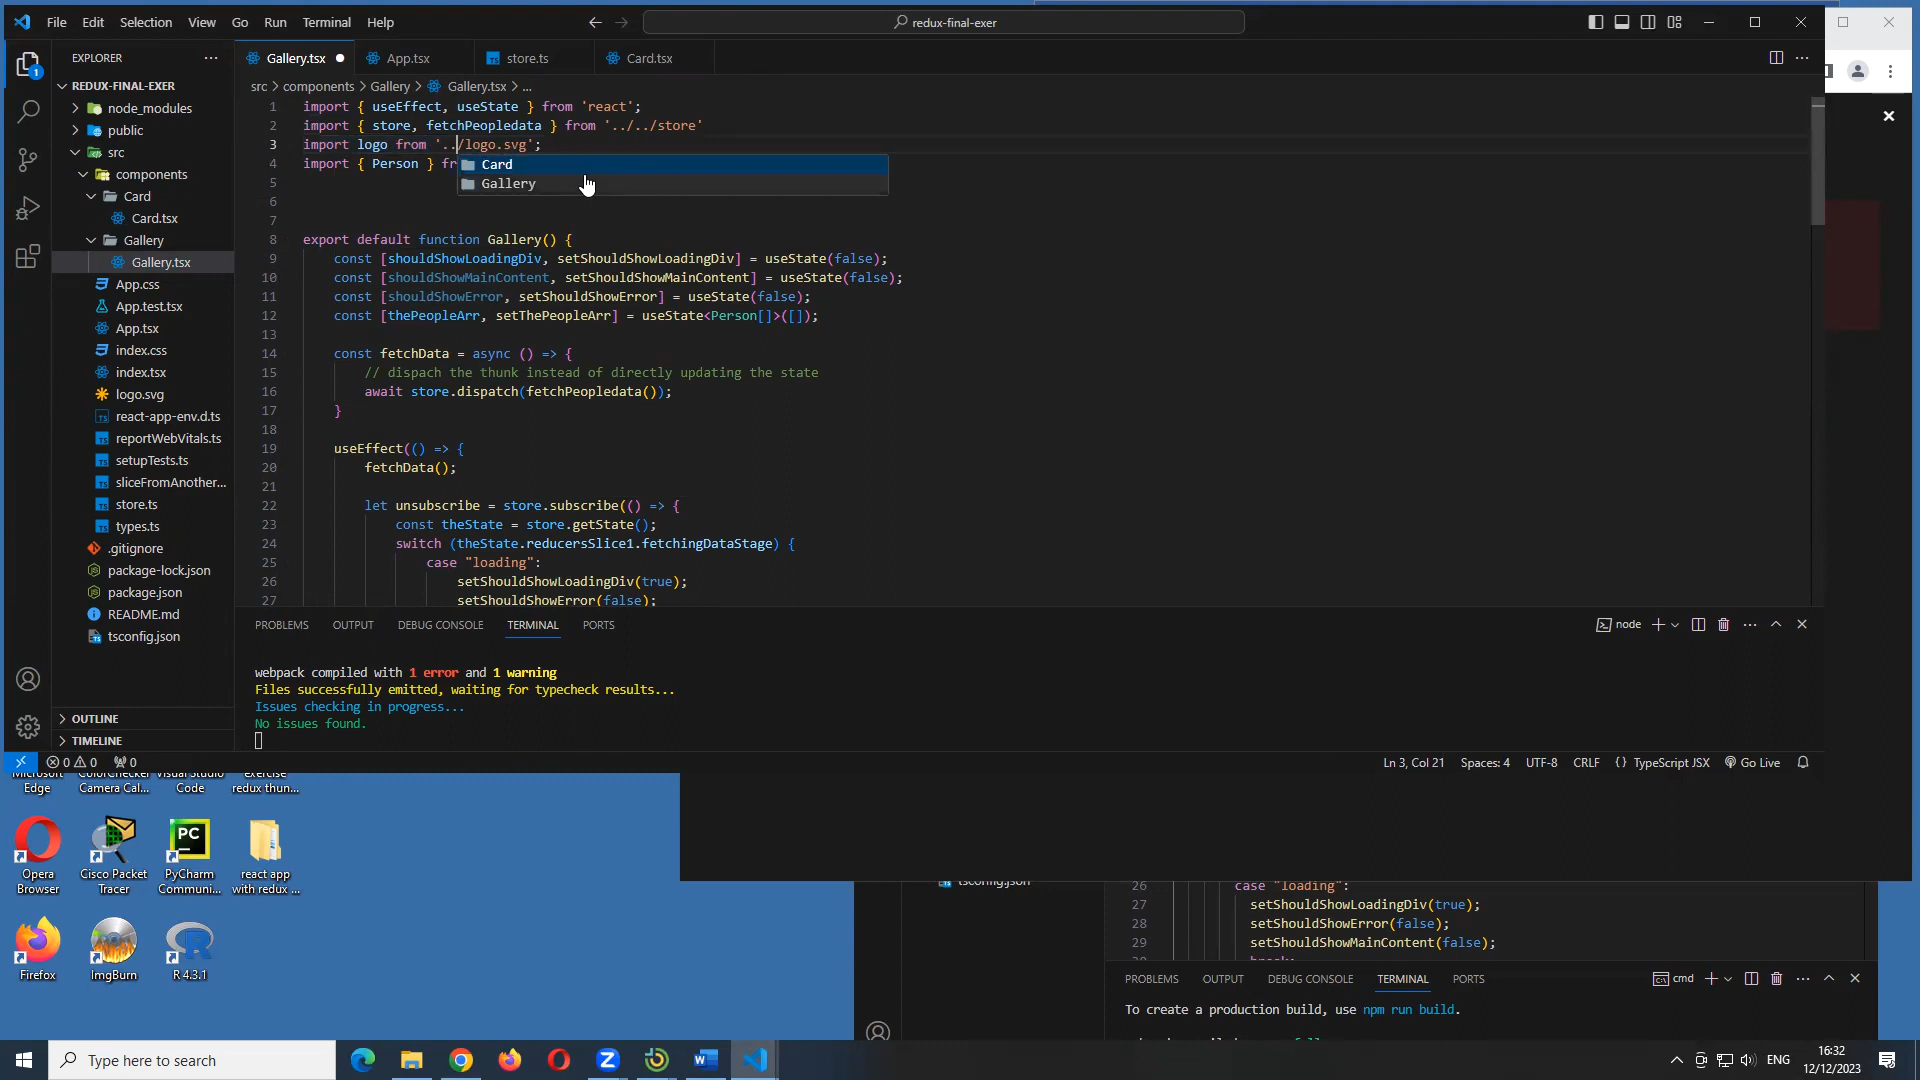 File Edit Selection View Go Run Terminal Help
redux-final-exer
EXPLORER
Gallery.tsx
App.tsx
store.ts
Card.tsx
1
REDUX-FINAL-EXER
node_modules
public
src
components
Card
Card.tsx
Gallery
Gallery.tsx
App.css
App.test.tsx
App.tsx
index.css
index.tsx
logo.svg
react-app-env.d.ts
reportWebVitals.ts
setupTests.ts
sliceFromAnother...
store.ts
types.ts
.gitignore
package-lock.json
package.json
README.md
tsconfig.json
OUTLINE
TIMELINE
src > components > Gallery > Gallery.tsx > ...
1 import { useEffect, useState } from 'react';
2 import { store, fetchPeopledata } from '../../store'
3 import logo from '../logo.svg';
4 import { Person } fr
Card
Gallery
5
6
7
8 export default function Gallery() {
9 const [shouldShowLoadingDiv, setShouldShowLoadingDiv] = useState(false);
10 const [shouldShowMainContent, setShouldShowMainContent] = useState(false);
11 const [shouldShowError, setShouldShowError] = useState(false);
12 const [thePeopleArr, setThePeopleArr] = useState<Person[]>([]);
13
14 const fetchData = async () => {
15 // dispach the thunk instead of directly updating the state
16 await store.dispatch(fetchPeopledata());
17 }
18
19 useEffect(() => {
20 fetchData();
21
22 let unsubscribe = store.subscribe(() => {
23 const theState = store.getState();
24 switch (theState.reducersSlice1.fetchingDataStage) {
25 case "loading":
26 setShouldShowLoadingDiv(true);
27 setShouldShowError(false);
PROBLEMS OUTPUT DEBUG CONSOLE TERMINAL PORTS
node
webpack compiled with 1 error and 1 warning
Files successfully emitted, waiting for typecheck results...
Issues checking in progress...
No issues found.
0 0 0
Ln 3, Col 21 Spaces: 4 UTF-8 CRLF {} TypeScript JSX Go Live
Microsoft Edge
ColorChecker Camera Cal...
Visual Studio Code
exercise redux thun...
Opera Browser
Cisco Packet Tracer
PC
PyCharm Communi...
react app with redux ...
Firefox
ImgBurn
R 4.3.1
tsconfig.json
26 case "loading":
27 setShouldShowLoadingDiv(true);
28 setShouldShowError(false);
29 setShouldShowMainContent(false);
PROBLEMS OUTPUT DEBUG CONSOLE TERMINAL PORTS
cmd
To create a production build, use npm run build.
Type here to search
ENG
16:32
12/12/2023